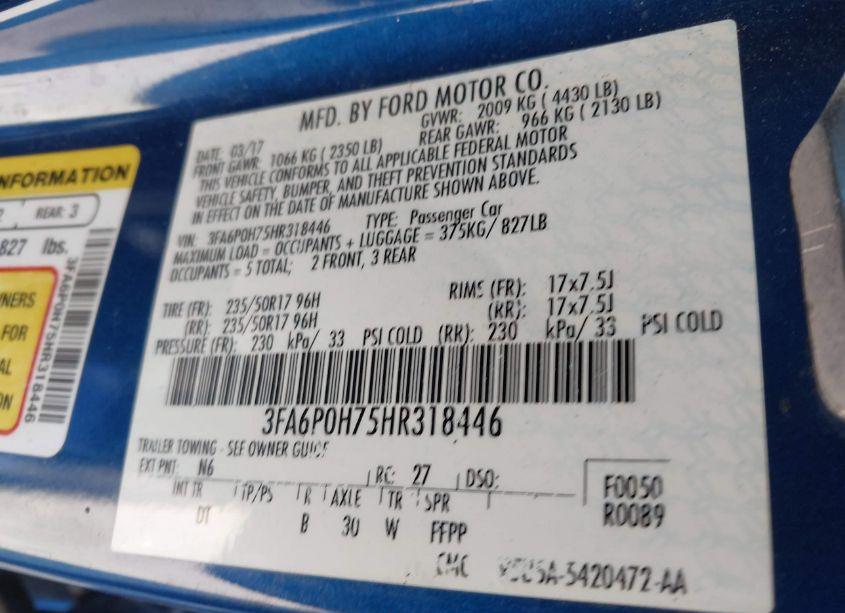 MFD. BY FORD MOTOR CO.
DATE: 03/17 GVWR: 2009 KG ( 4430 LB)
FRONT GAWR: 1066 KG ( 2350 LB) REAR GAWR: 966 KG ( 2130 LB)
THIS VEHICLE CONFORMS TO ALL APPLICABLE FEDERAL MOTOR
VEHICLE SAFETY, BUMPER, AND THEFT PREVENTION STANDARDS
IN EFFECT ON THE DATE OF MANUFACTURE SHOWN ABOVE.
VIN: 3FA6P0H75HR318446 TYPE: Passenger Car
MAXIMUM LOAD = OCCUPANTS + LUGGAGE = 375KG/ 827LB
OCCUPANTS = 5 TOTAL; 2 FRONT, 3 REAR
TIRE (FR): 235/50R17 96H RIMS (FR): 17x7.5J
(RR): 235/50R17 96H (RR): 17x7.5J
PRESSURE (FR): 230 kPa/ 33 PSI COLD (RR): 230 kPa/ 33 PSI COLD
3FA6P0H75HR318446
TRAILER TOWING - SEE OWNER GUIDE
EXT PNT: N6 RC: 27 DSO:
INT TR TP/PS R AXLE TR SPR F0050
DT B 30 W FFPP R0089
CMC 5420472-AA
INFORMATION
2 REAR: 3
827 lbs.
3FA6P0H75HR318446
FOR
ON